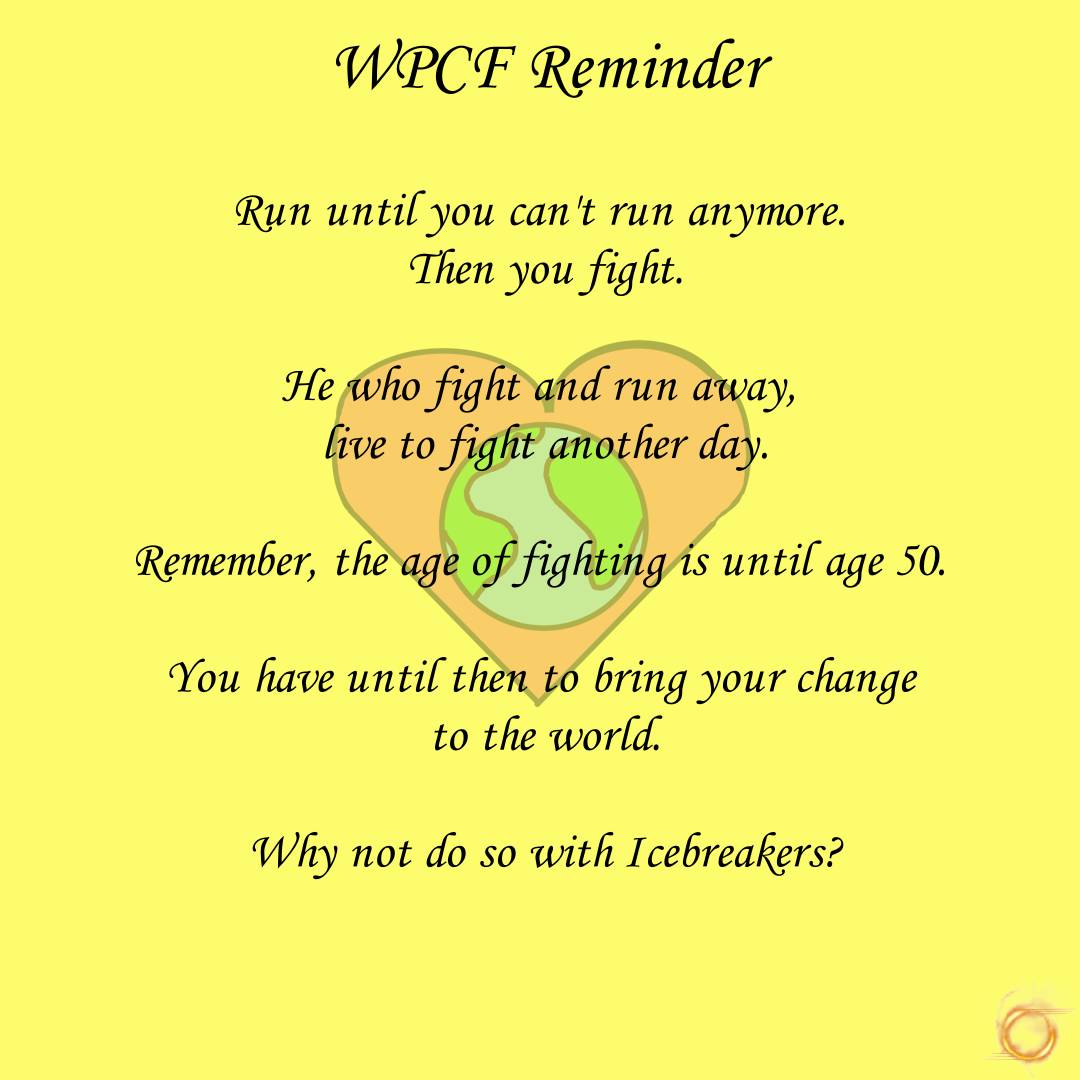 WPCF Reminder
Run until you can't run anymore.
Then you fight.
He who fight and run away,
live to fight another day.
Remember, the age of fighting is until age 50.
You have until then to bring your change
to the world.
Why not do so with Icebreakers?